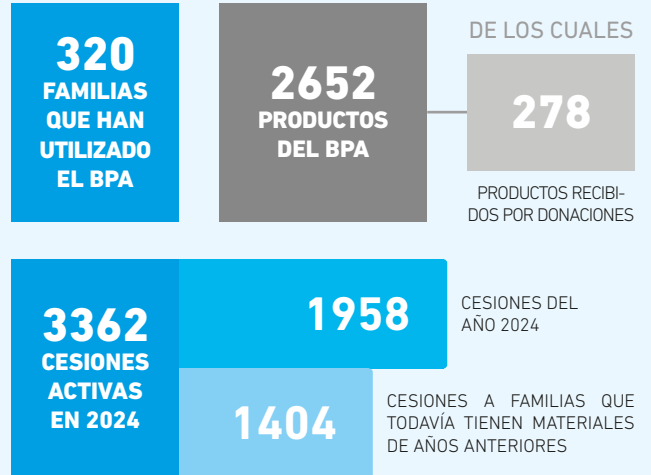 320
FAMILIAS
QUE HAN
UTILIZADO
EL BPA
2652
PRODUCTOS
DEL BPA
DE LOS CUALES
278
PRODUCTOS RECIBI-
DOS POR DONACIONES
3362
CESIONES
ACTIVAS
EN 2024
1958
CESIONES DEL
AÑO 2024
1404
CESIONES A FAMILIAS QUE
TODAVÍA TIENEN MATERIALES
DE AÑOS ANTERIORES